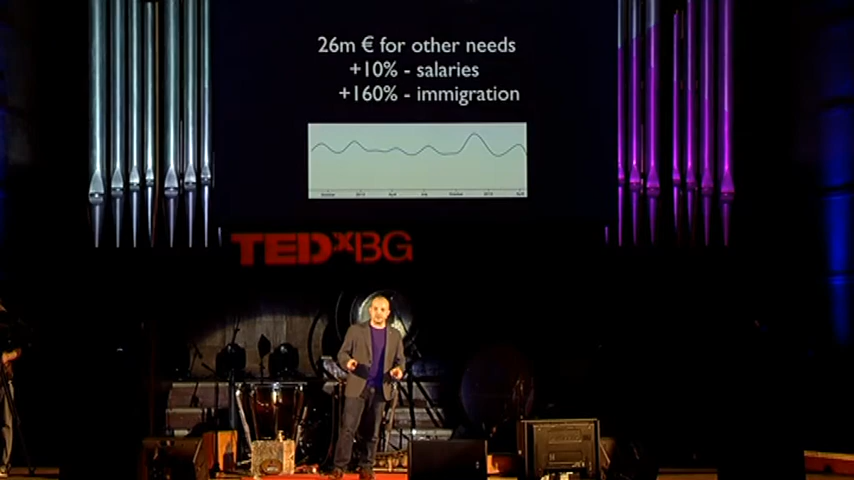 26m € for other needs
+10% - salaries
+160% - immigration
TEDxBG